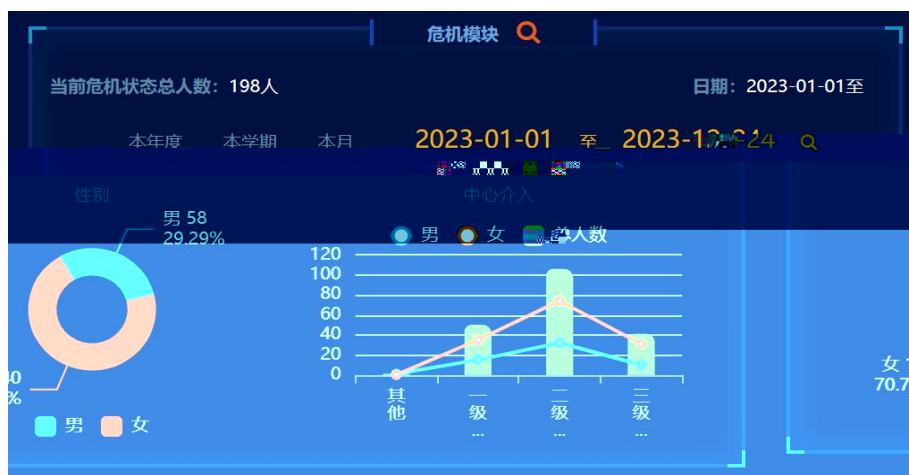 危机模块
当前危机状态总人数：198人
日期：2023-01-01至
本年度 本学期 本月 2023-01-01 至
性别
中心介入
男 58
29.29%
男 女 总人数
120
100
80
60
40
20
0
其他 一级... 二级... 三级...
男 女
女
70.7